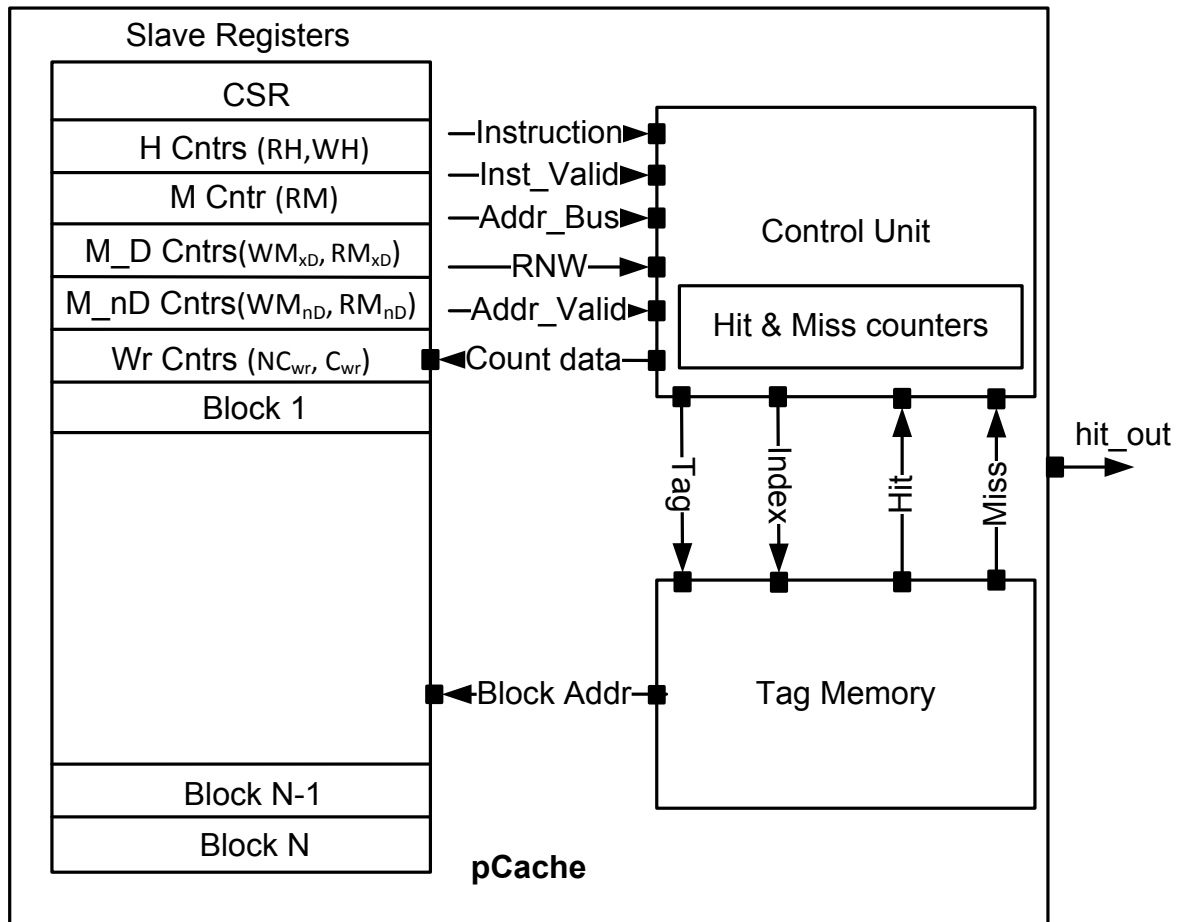 Slave Registers
CSR
H Cntrs (RH,WH)
M Cntr (RM)
M_D Cntrs(WMxD, RMxD)
M_nD Cntrs(WMnD, RMnD)
Wr Cntrs (NCwr, Cwr)
Block 1
Block N-1
Block N
Instruction
Inst_Valid
Addr_Bus
RNW
Addr_Valid
Count data
Control Unit
Hit & Miss counters
Tag
Index
Hit
Miss
hit_out
Block Addr
Tag Memory
pCache